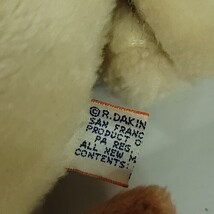 ©R.DAKIN
SAN FRANC
PRODUCT O
PA REG.
ALL NEW M
CONTENTS: